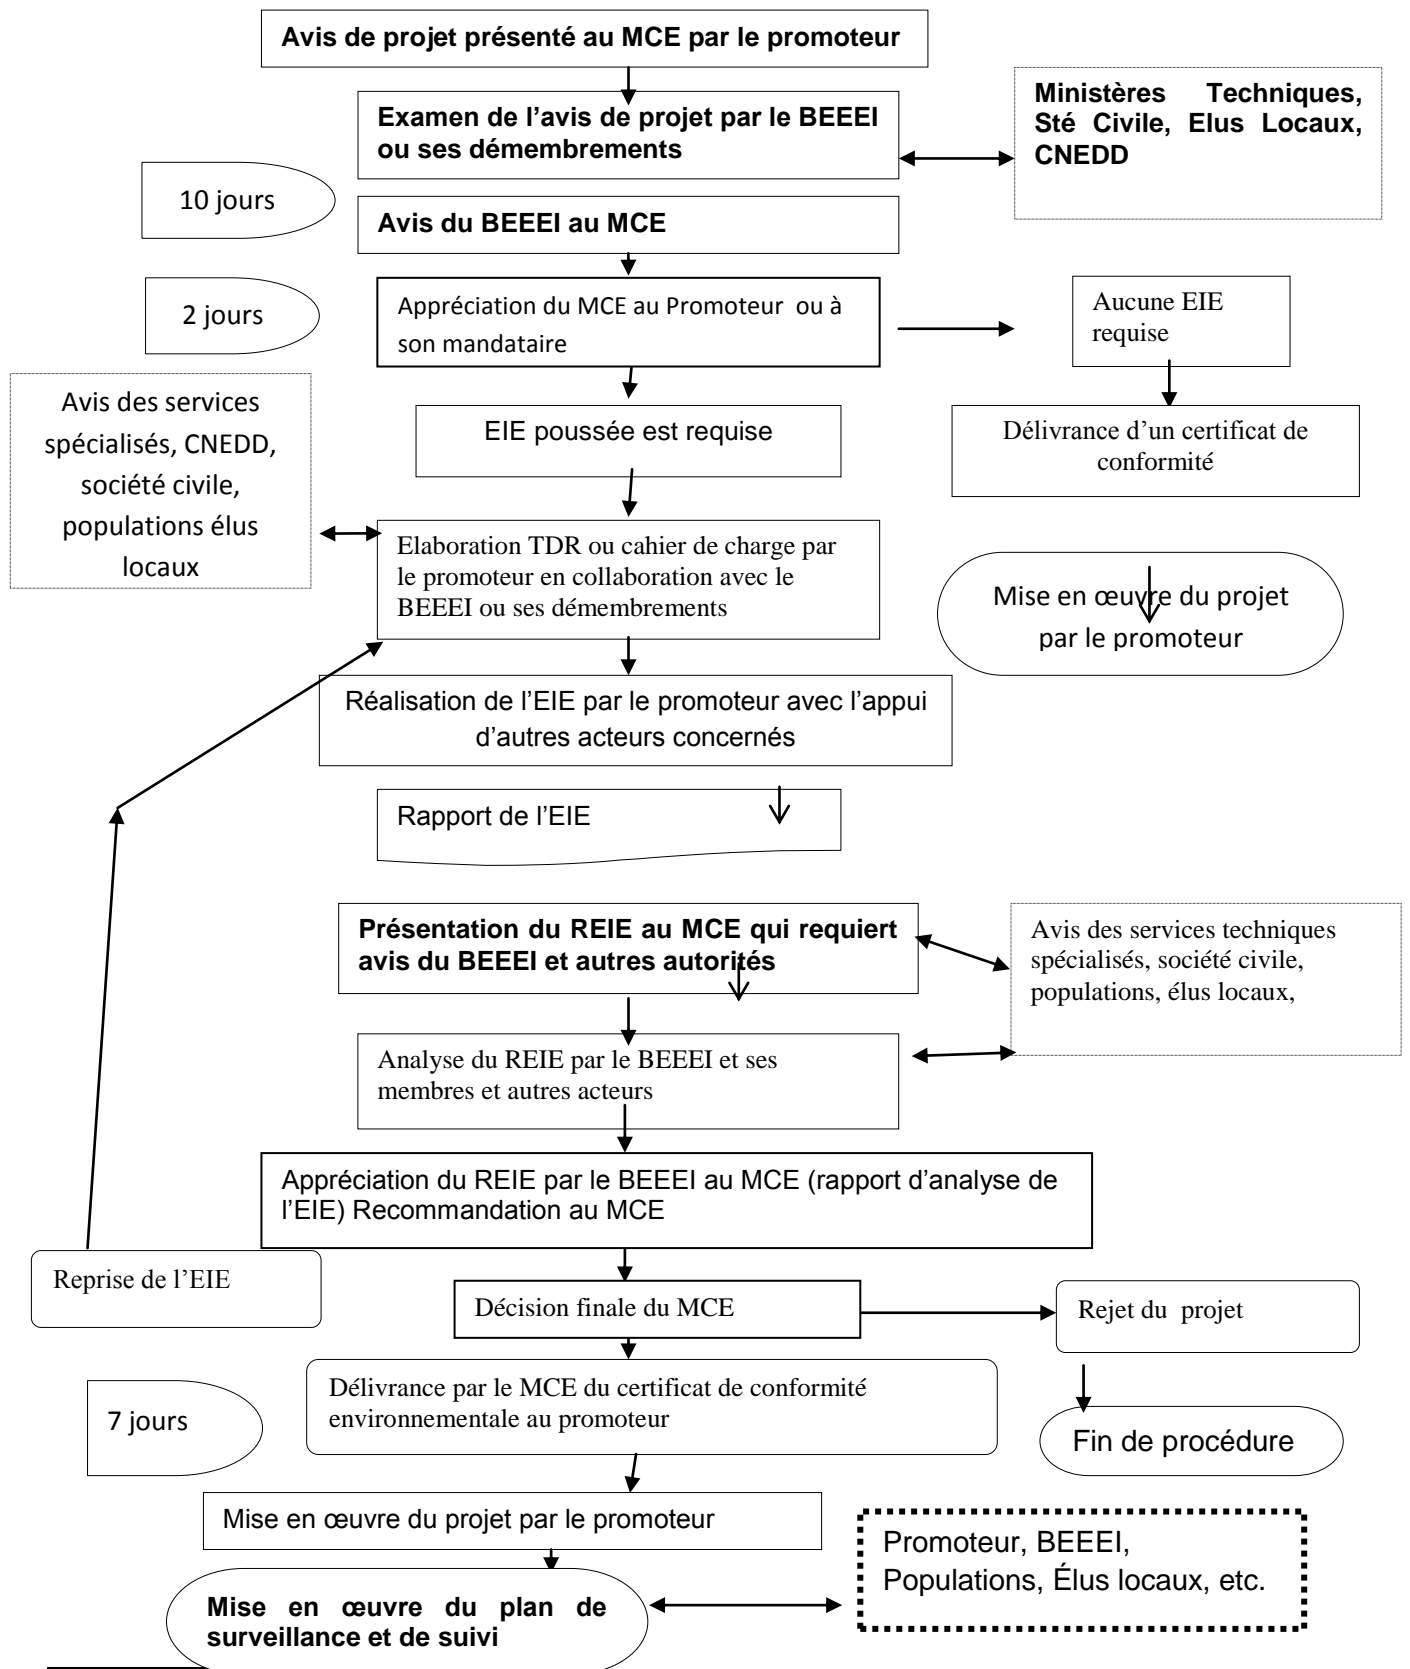 Avis de projet présenté au MCE par le promoteur
Examen de l’avis de projet par le BEEEI
ou ses démembrements
Ministères Techniques,
Sté Civile, Elus Locaux,
CNEDD
10 jours
Avis du BEEEI au MCE
2 jours
Appréciation du MCE au Promoteur ou à
son mandataire
Aucune EIE
requise
Avis des services
spécialisés, CNEDD,
société civile,
populations élus
locaux
EIE poussée est requise
Délivrance d’un certificat de
conformité
Elaboration TDR ou cahier de charge par
le promoteur en collaboration avec le
BEEEI ou ses démembrements
Mise en œuvre du projet
par le promoteur
Réalisation de l’EIE par le promoteur avec l’appui
d’autres acteurs concernés
Rapport de l’EIE
Présentation du REIE au MCE qui requiert
avis du BEEEI et autres autorités
Avis des services techniques
spécialisés, société civile,
populations, élus locaux,
Analyse du REIE par le BEEEI et ses
membres et autres acteurs
Appréciation du REIE par le BEEEI au MCE (rapport d’analyse de
l’EIE) Recommandation au MCE
Reprise de l’EIE
Décision finale du MCE
Rejet du projet
Délivrance par le MCE du certificat de conformité
environnementale au promoteur
7 jours
Fin de procédure
Mise en œuvre du projet par le promoteur
Promoteur, BEEEI,
Populations, Élus locaux, etc.
Mise en œuvre du plan de
surveillance et de suivi